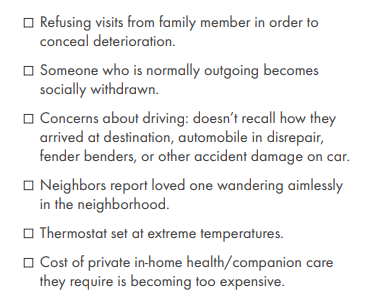 ☐ Refusing visits from family member in order to
conceal deterioration.
☐ Someone who is normally outgoing becomes
socially withdrawn.
☐ Concerns about driving: doesn’t recall how they
arrived at destination, automobile in disrepair,
fender benders, or other accident damage on car.
☐ Neighbors report loved one wandering aimlessly
in the neighborhood.
☐ Thermostat set at extreme temperatures.
☐ Cost of private in-home health/companion care
they require is becoming too expensive.